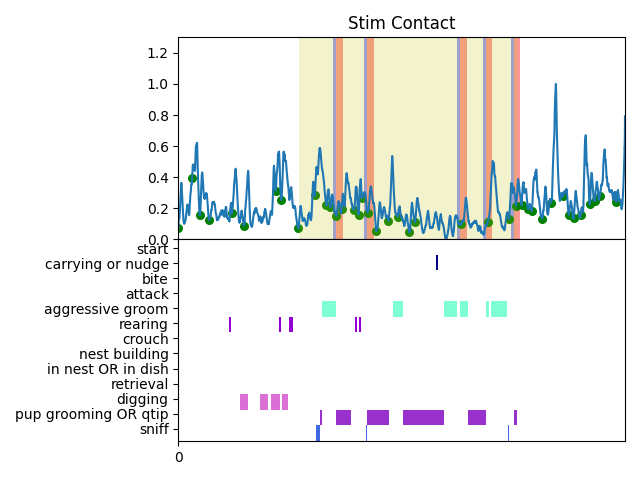 Stim Contact
1.2
1.0
0.8
0.6
0.4
0.2
0.0
start
carrying or nudge
bite
attack
aggressive groom
rearing
crouch
nest building
in nest OR in dish
retrieval
digging
pup grooming OR qtip
sniff
0